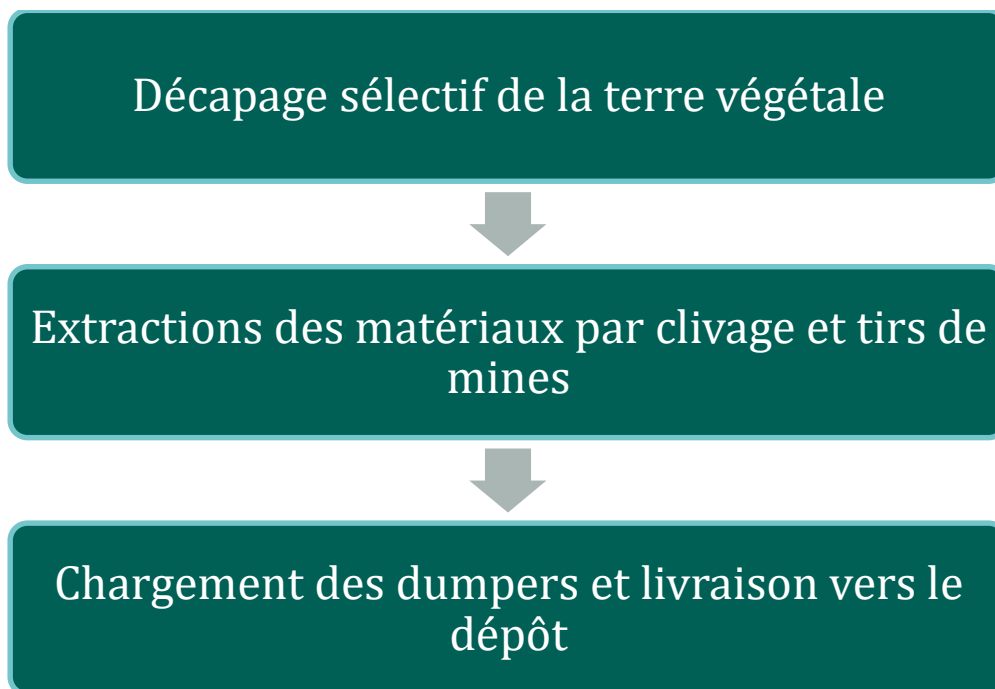 Décapage sélectif de la terre végétale
Extractions des matériaux par clivage et tirs de
mines
Chargement des dumpers et livraison vers le
dépôt